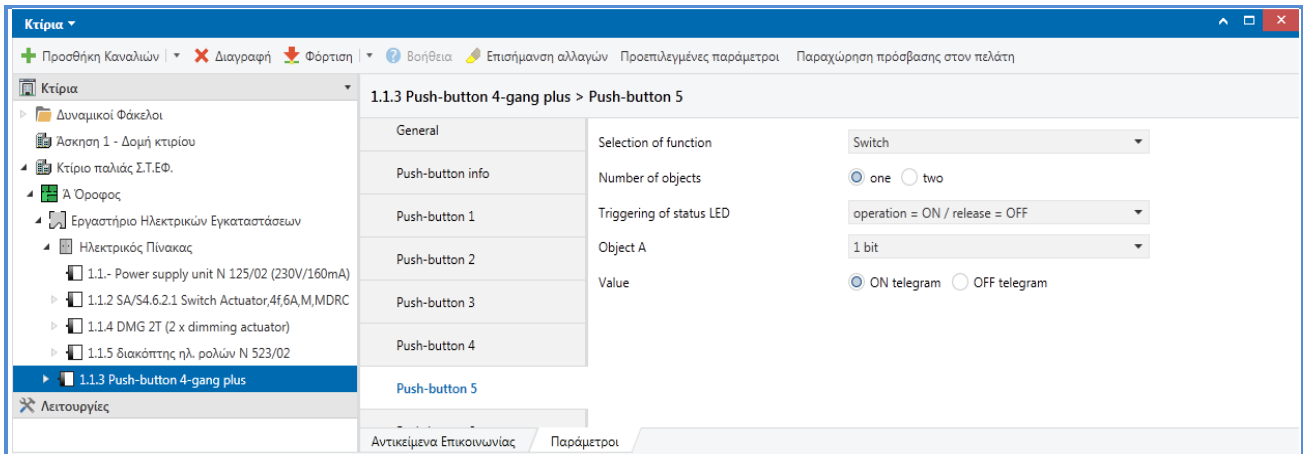 Κτίρια
Προσθήκη Καναλιών Διαγραφή Φόρτιση Βοήθεια Επισήμανση αλλαγών Προεπιλεγμένες παράμετροι Παραχώρηση πρόσβασης στον πελάτη
Κτίρια
Δυναμικοί Φάκελοι
Άσκηση 1 - Δομή κτιρίου
Κτίριο παλιάς Σ.Τ.ΕΦ.
Ά Όροφος
Εργαστήριο Ηλεκτρικών Εγκαταστάσεων
Ηλεκτρικός Πίνακας
1.1.- Power supply unit N 125/02 (230V/160mA)
1.1.2 SA/S4.6.2.1 Switch Actuator,4f,6A,M,MDRC
1.1.4 DMG 2T (2 x dimming actuator)
1.1.5 διακόπτης ηλ. ρολών N 523/02
1.1.3 Push-button 4-gang plus
Λειτουργίες
1.1.3 Push-button 4-gang plus > Push-button 5
General
Push-button info
Push-button 1
Push-button 2
Push-button 3
Push-button 4
Push-button 5
Selection of function Switch
Number of objects one two
Triggering of status LED operation = ON / release = OFF
Object A 1 bit
Value ON telegram OFF telegram
Αντικείμενα Επικοινωνίας Παράμετροι